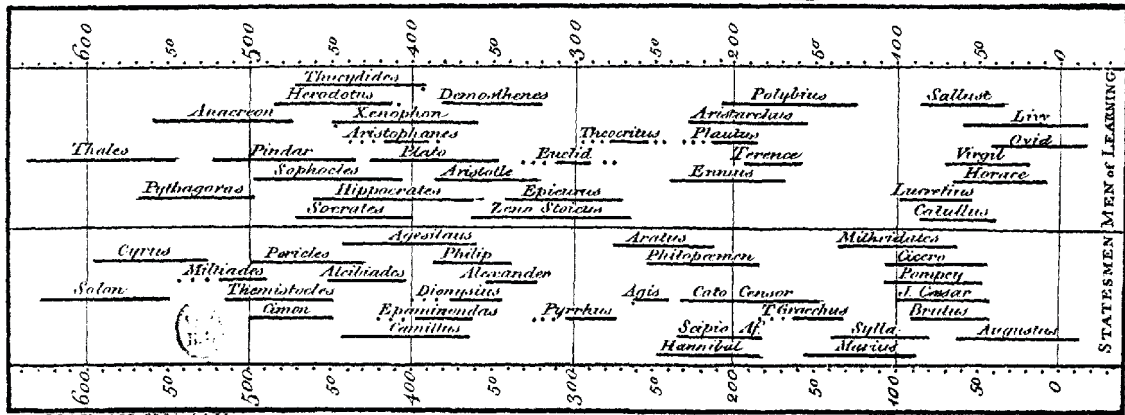 600 50 500 50 400 50 300 50 200 50 100 50 0
Thucydides
Herodotus Demosthenes Polybius Sallust
Anacreon Xenophon Aristarchus Livy
Aristophanes Theocritus Plautus Ovid
Thales Pindar Plato Euclid Terence Virgil
Sophocles Aristotle Ennius Horace
Pythagoras Hippocrates Epicurus Lucretius
Socrates Zeno Stoicus Catullus
MEN of LEARNING
Agesilaus Aratus Mithridates
Cyrus Pericles Philip Philopœmen Cicero
Miltiades Alcibiades Alexander Pompey
Solon Themistocles Dionysius Agis Cato Censor J. Cæsar
Cimon Epaminondas Pyrrhus T. Gracchus Brutus
Camillus Scipio Af. Sylla Augustus
Hannibal Marius
STATESMEN
600 50 500 50 400 50 300 50 200 50 100 50 0